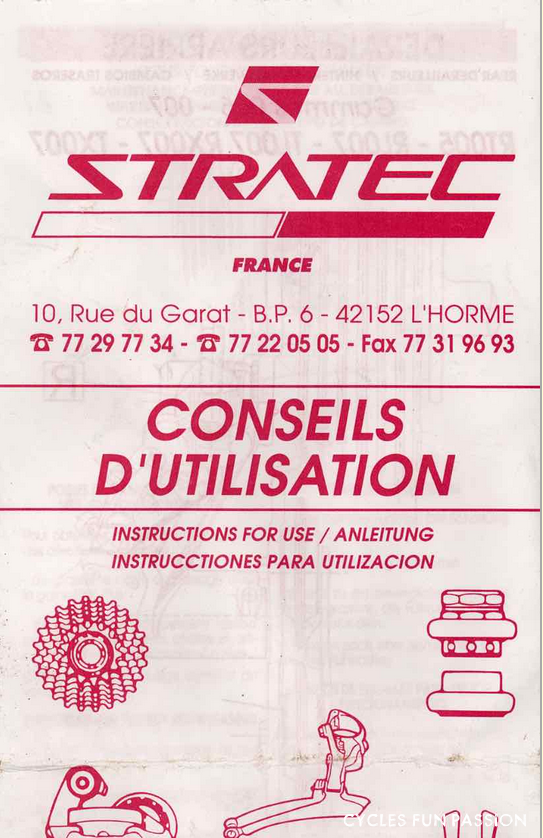 STRATEC
FRANCE
10, Rue du Garat - B.P. 6 - 42152 L'HORME
☎ 77 29 77 34 - ☎ 77 22 05 05 - Fax 77 31 96 93
CONSEILS
D'UTILISATION
INSTRUCTIONS FOR USE / ANLEITUNG
INSTRUCCTIONES PARA UTILIZACION
CYCLES FUN PASSION